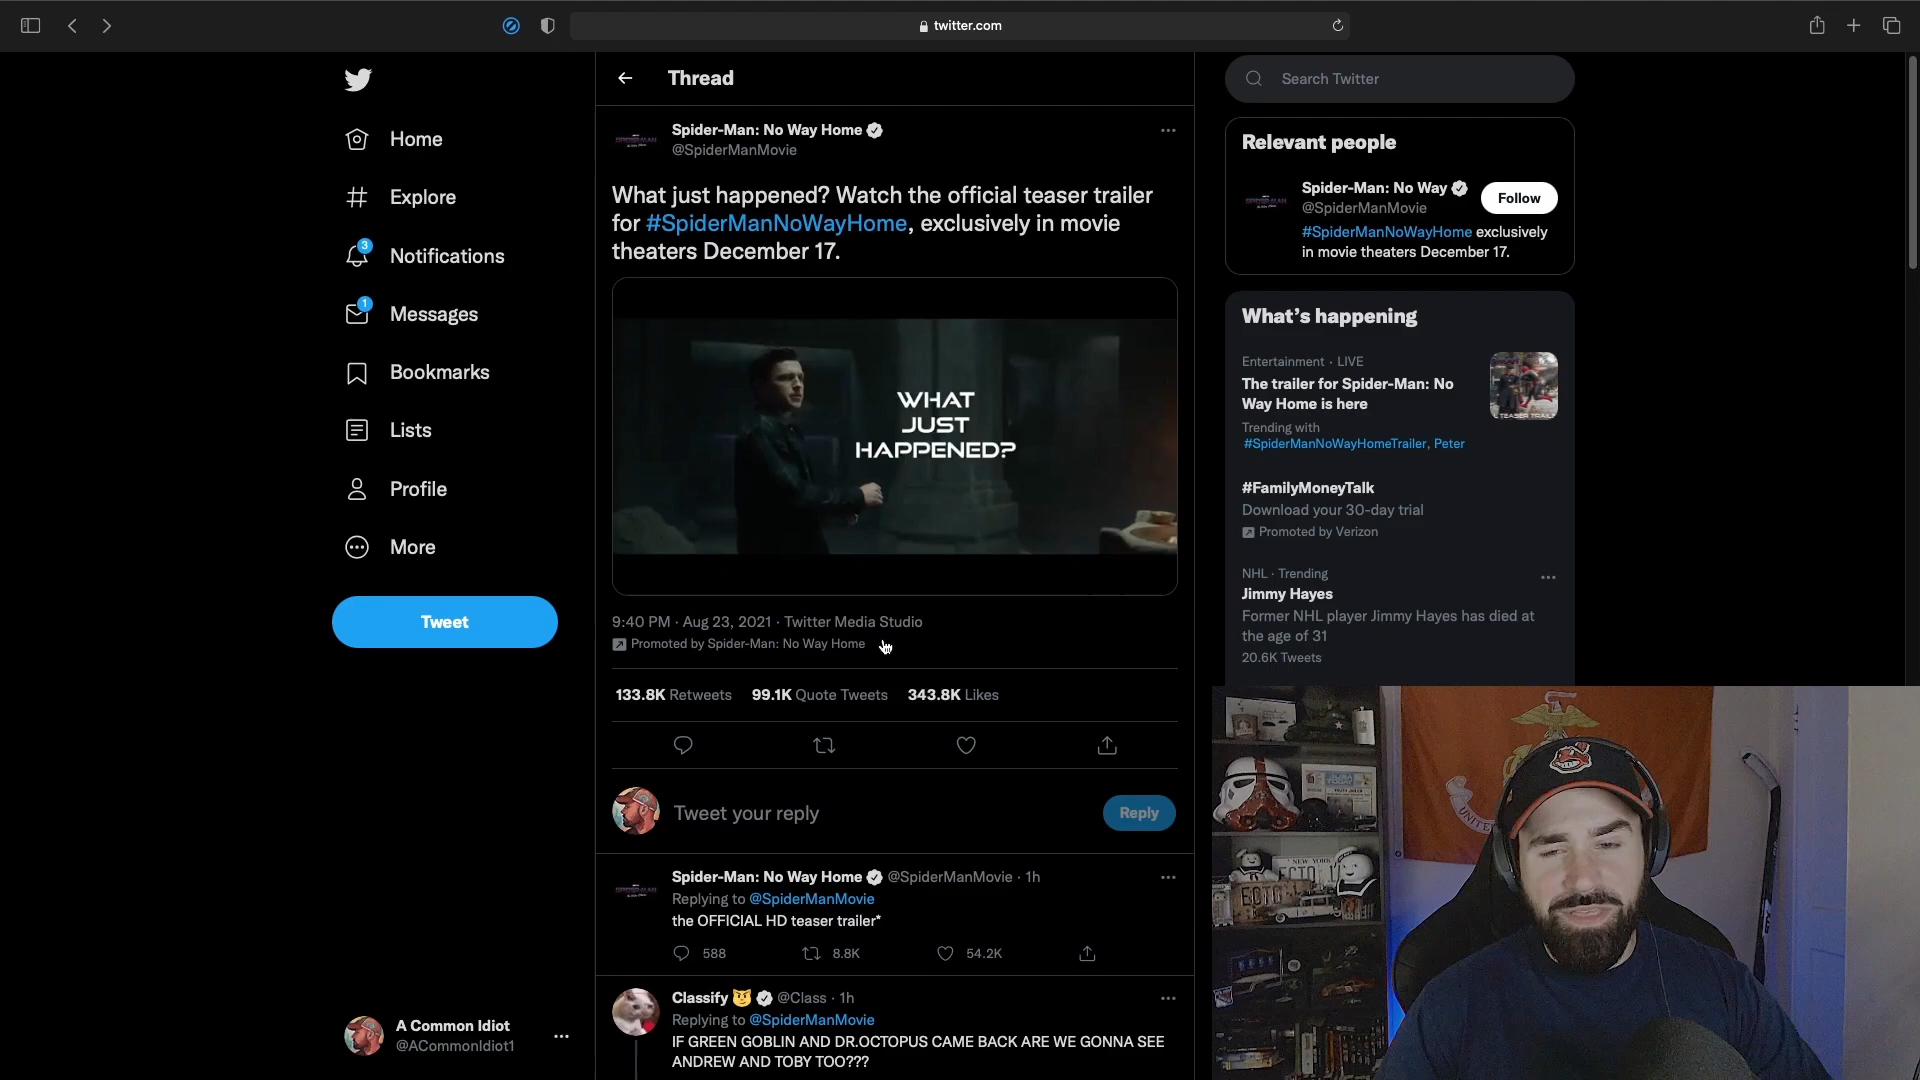 twitter.com
Thread
Search Twitter
Home
Explore
3
Notifications
1
Messages
Bookmarks
Lists
Profile
More
Tweet
A Common Idiot
@ACommonIdiot1
Spider-Man: No Way Home
@SpiderManMovie
What just happened? Watch the official teaser trailer
for #SpiderManNoWayHome, exclusively in movie
theaters December 17.
WHAT
JUST
HAPPENED?
9:40 PM · Aug 23, 2021 · Twitter Media Studio
Promoted by Spider-Man: No Way Home
133.8K Retweets 99.1K Quote Tweets 343.8K Likes
Tweet your reply
Reply
Spider-Man: No Way Home @SpiderManMovie · 1h
Replying to @SpiderManMovie
the OFFICIAL HD teaser trailer*
588 8.8K 54.2K
Classify 😼 @Class · 1h
Replying to @SpiderManMovie
IF GREEN GOBLIN AND DR.OCTOPUS CAME BACK ARE WE GONNA SEE
ANDREW AND TOBY TOO???
Relevant people
Spider-Man: No Way
@SpiderManMovie
Follow
#SpiderManNoWayHome exclusively
in movie theaters December 17.
What's happening
Entertainment · LIVE
The trailer for Spider-Man: No
Way Home is here
Trending with
#SpiderManNoWayHomeTrailer, Peter
#FamilyMoneyTalk
Download your 30-day trial
Promoted by Verizon
NHL · Trending
Jimmy Hayes
Former NHL player Jimmy Hayes has died at
the age of 31
20.6K Tweets
NEW YORK